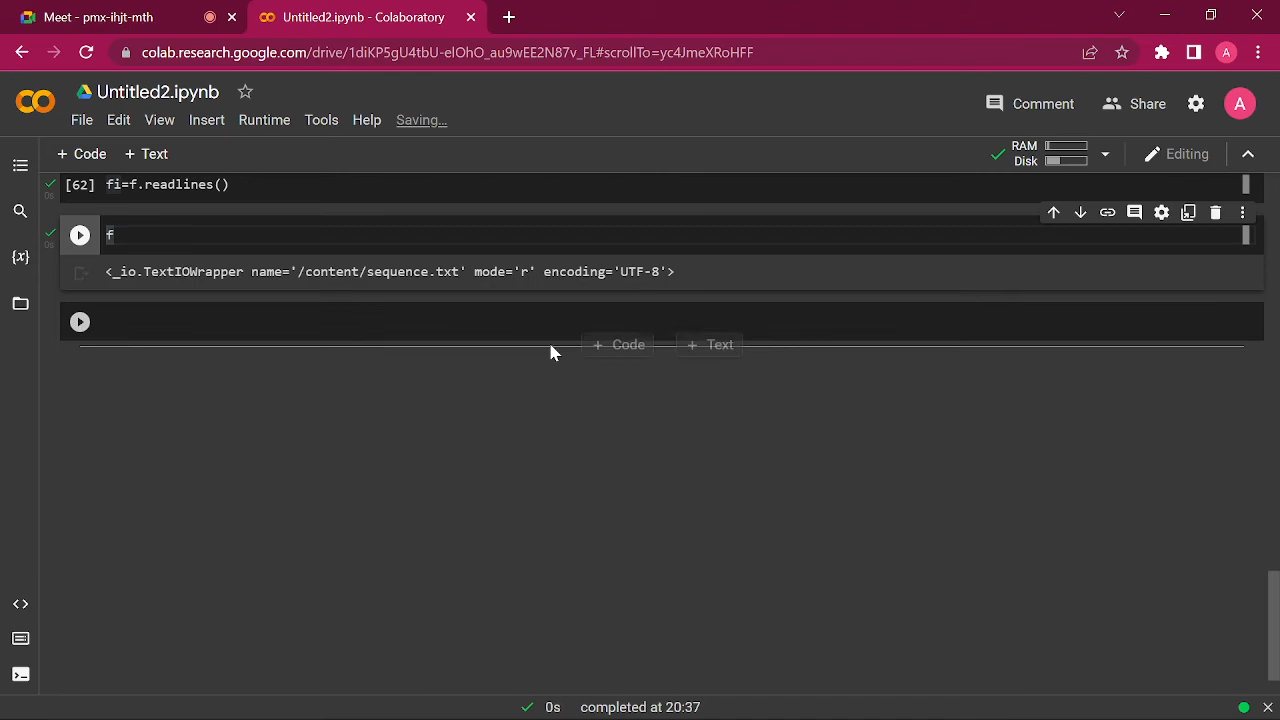 Meet - pmx-ihjt-mth
Untitled2.ipynb - Colaboratory
colab.research.google.com/drive/1diKP5gU4tbU-elOhO_au9wEE2N87v_FL#scrollTo=yc4JmeXRoHFF
A
Untitled2.ipynb
Comment
Share
A
File Edit View Insert Runtime Tools Help Saving...
+ Code + Text
RAM
Disk
Editing
[62] fi=f.readlines()
0s
f
0s
<_io.TextIOWrapper name='/content/sequence.txt' mode='r' encoding='UTF-8'>
+ Code + Text
{x}
0s completed at 20:37